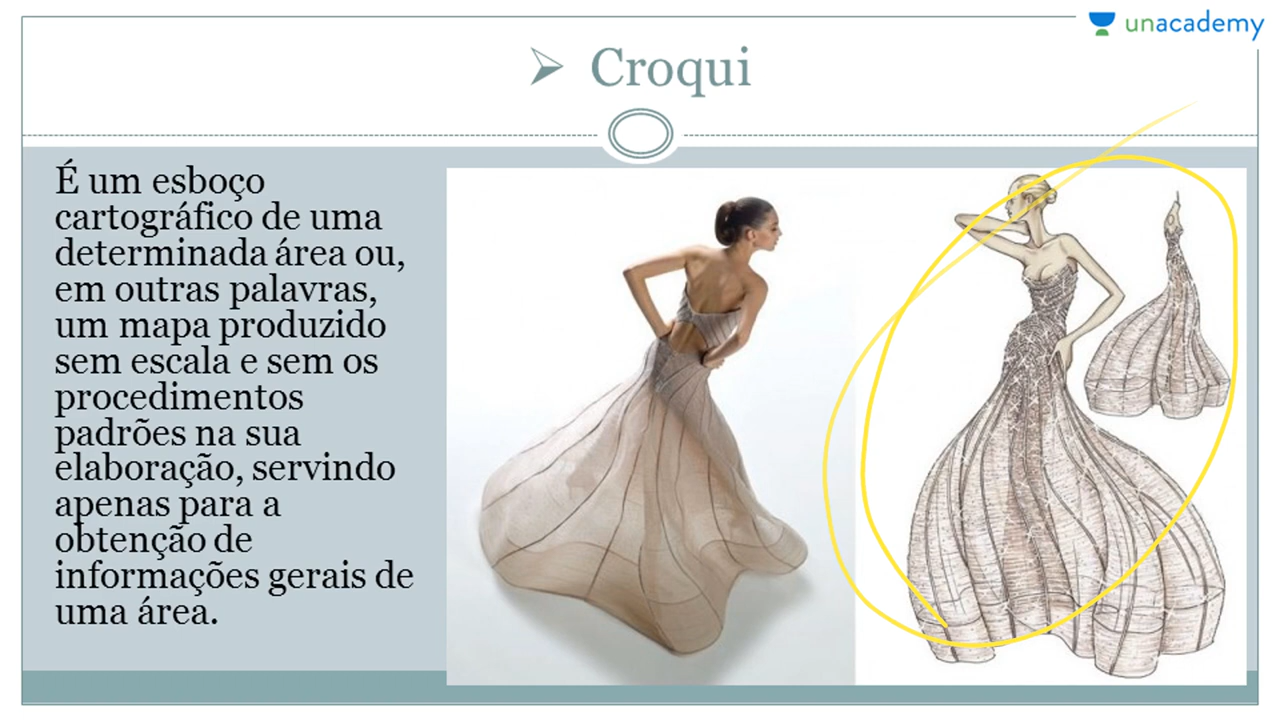 unacademy
Croqui
É um esboço
cartográfico de uma
determinada área ou,
em outras palavras,
um mapa produzido
sem escala e sem os
procedimentos
padrões na sua
elaboração, servindo
apenas para a
obtenção de
informações gerais de
uma área.